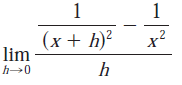 lim h→0 (1/(x + h)² − 1/x²) / h